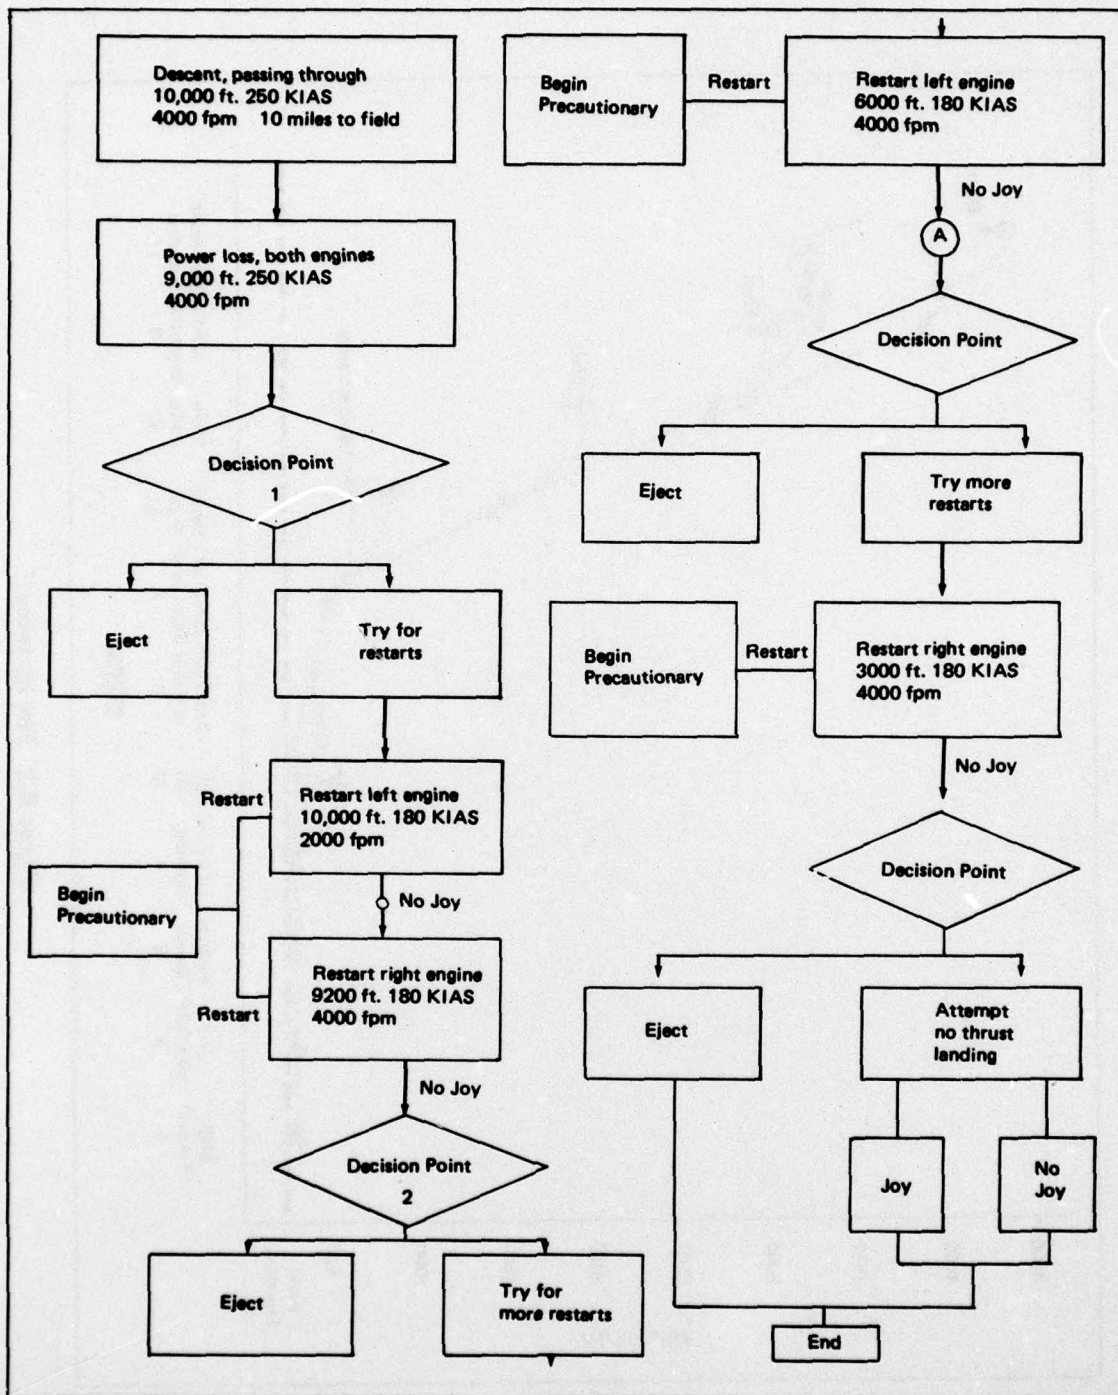 Descent, passing through
10,000 ft. 250 KIAS
4000 fpm 10 miles to field
Power loss, both engines
9,000 ft. 250 KIAS
4000 fpm
Decision Point
1
Eject
Try for
restarts
Restart
Restart left engine
10,000 ft. 180 KIAS
2000 fpm
Begin
Precautionary
No Joy
Restart right engine
9200 ft. 180 KIAS
4000 fpm
Restart
No Joy
Decision Point
2
Eject
Try for
more restarts
Begin
Precautionary
Restart
Restart left engine
6000 ft. 180 KIAS
4000 fpm
No Joy
A
Decision Point
Eject
Try more
restarts
Begin
Precautionary
Restart
Restart right engine
3000 ft. 180 KIAS
4000 fpm
No Joy
Decision Point
Eject
Attempt
no thrust
landing
Joy
No
Joy
End